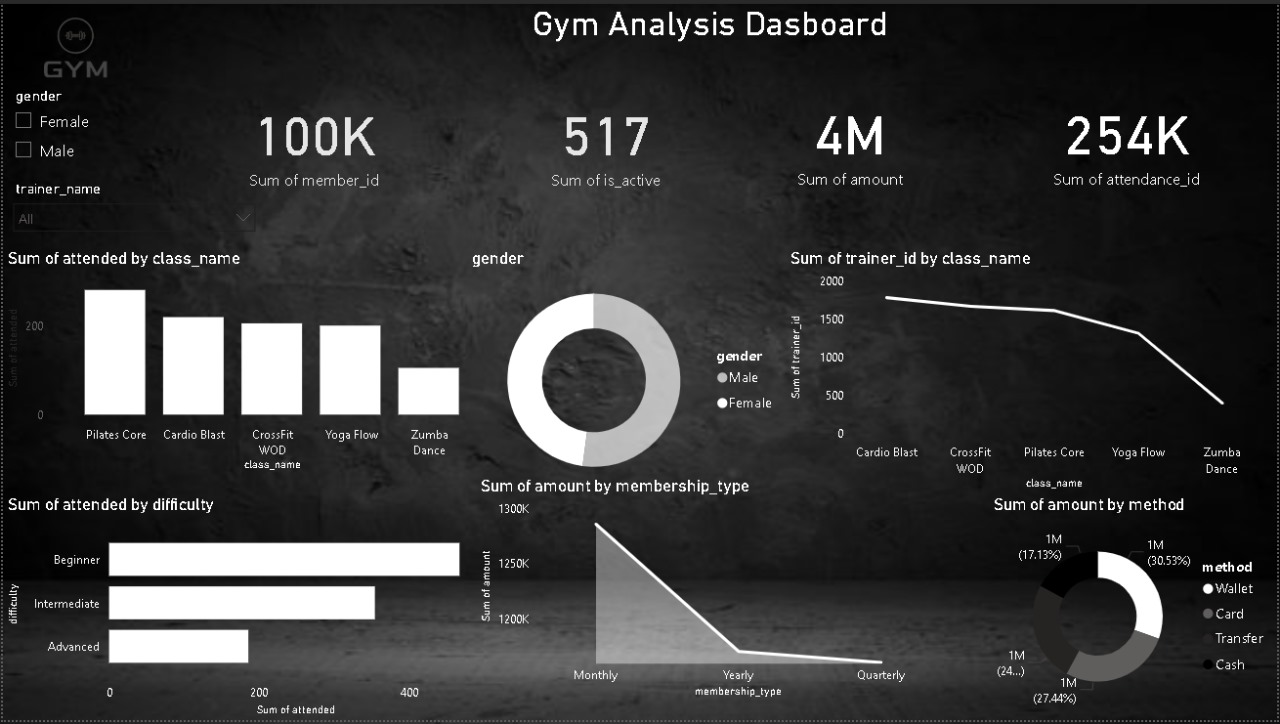 Gym Analysis Dasboard
GYM
gender
Female
Male
trainer_name
All
100K
Sum of member_id
517
Sum of is_active
4M
Sum of amount
254K
Sum of attendance_id
Sum of attended by class_name
Sum of attended
200
0
Pilates Core
Cardio Blast
CrossFit
WOD
Yoga Flow
Zumba
Dance
class_name
gender
gender
Male
Female
Sum of trainer_id by class_name
Sum of trainer_id
2000
1500
1000
500
0
Cardio Blast
CrossFit
WOD
Pilates Core
Yoga Flow
Zumba
Dance
class_name
Sum of attended by difficulty
difficulty
Beginner
Intermediate
Advanced
0
200
400
Sum of attended
Sum of amount by membership_type
Sum of amount
1300K
1250K
1200K
Monthly
Yearly
Quarterly
membership_type
Sum of amount by method
1M
(17.13%)
1M
(30.53%)
1M
(24...)
1M
(27.44%)
method
Wallet
Card
Transfer
Cash